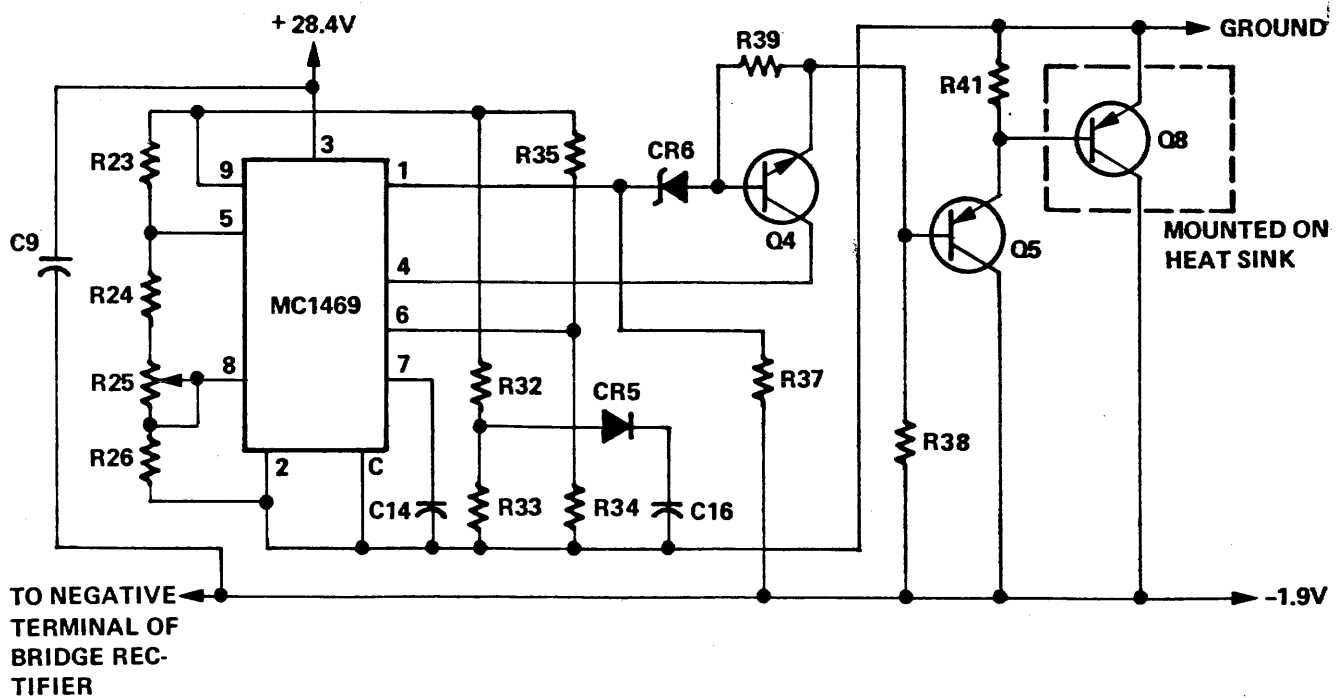 + 28.4V
GROUND
R39
R41
3
R23
R35
CR6
Q8
9
1
5
Q4
Q5
MOUNTED ON
HEAT SINK
C9
4
R24
MC1469
6
8
7
R25
R32
CR5
R37
R38
R26
2
C
C14
R33
R34
C16
TO NEGATIVE
TERMINAL OF
BRIDGE REC-
TIFIER
–1.9V